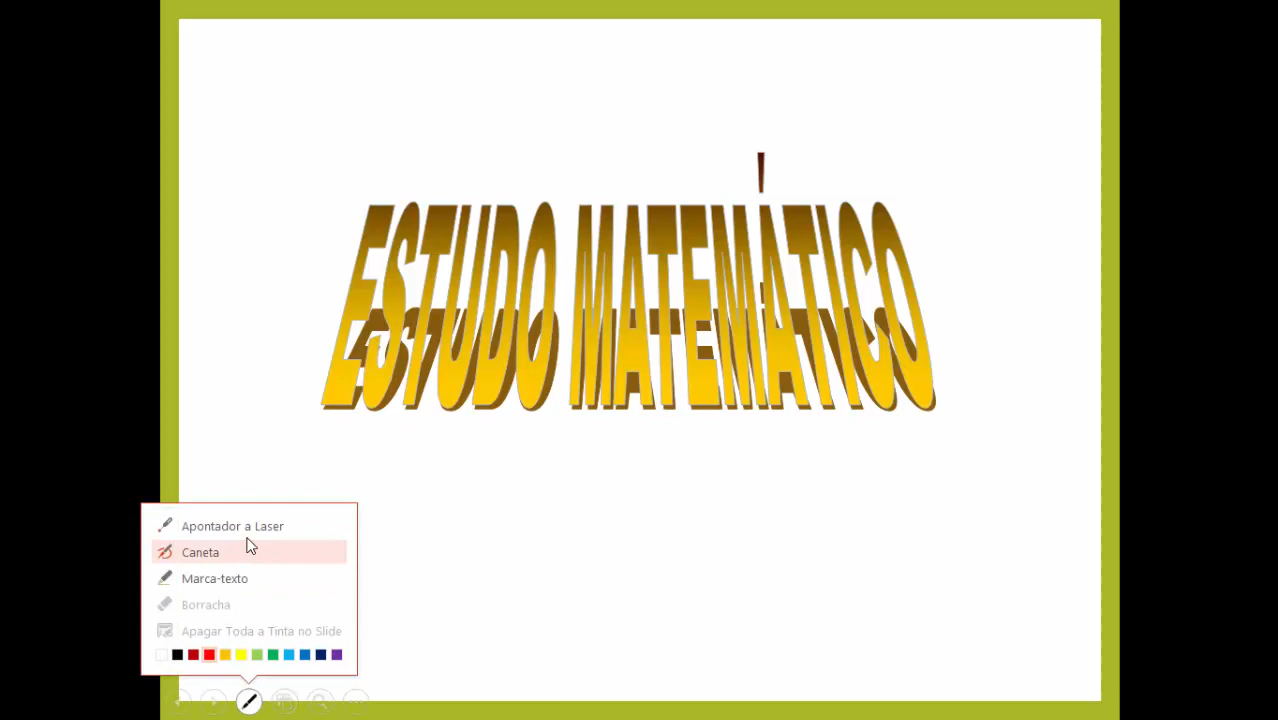 ESTUDO MATEMÁTICO
Apontador a Laser
Caneta
Marca-texto
Borracha
Apagar Toda a Tinta no Slide